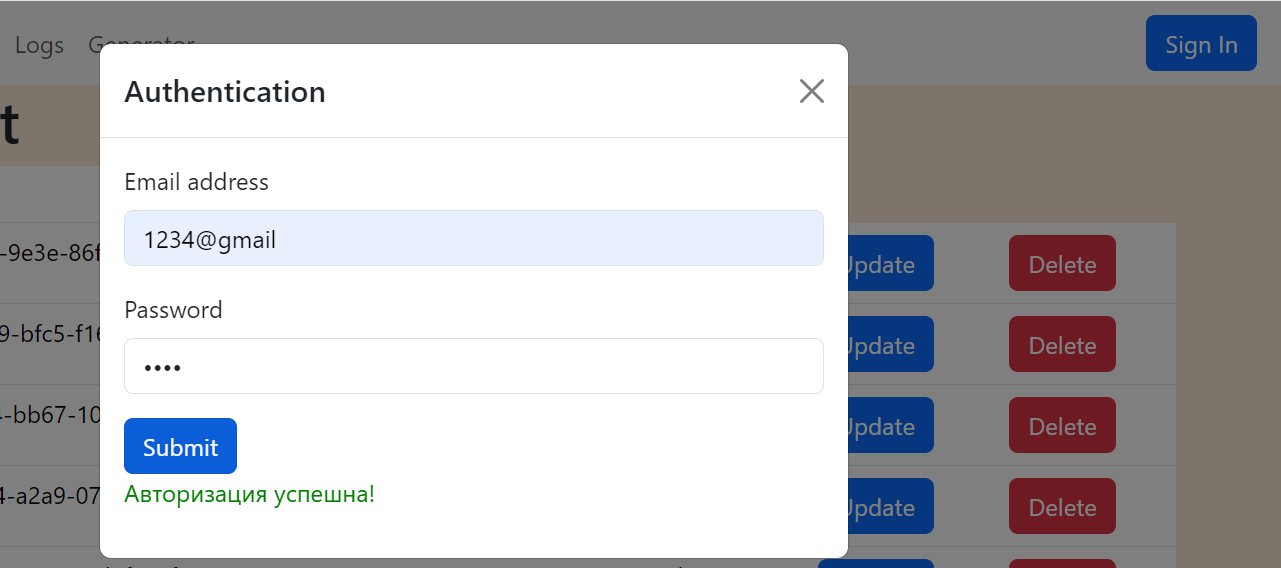 Logs Generator Sign In
Authentication
t
Email address
1234@gmail
-9e3e-86f Update Delete
Password
9-bfc5-f16 Update Delete
••••
-bb67-10 Update Delete
Submit
4-a2a9-07 Update Delete
Авторизация успешна!